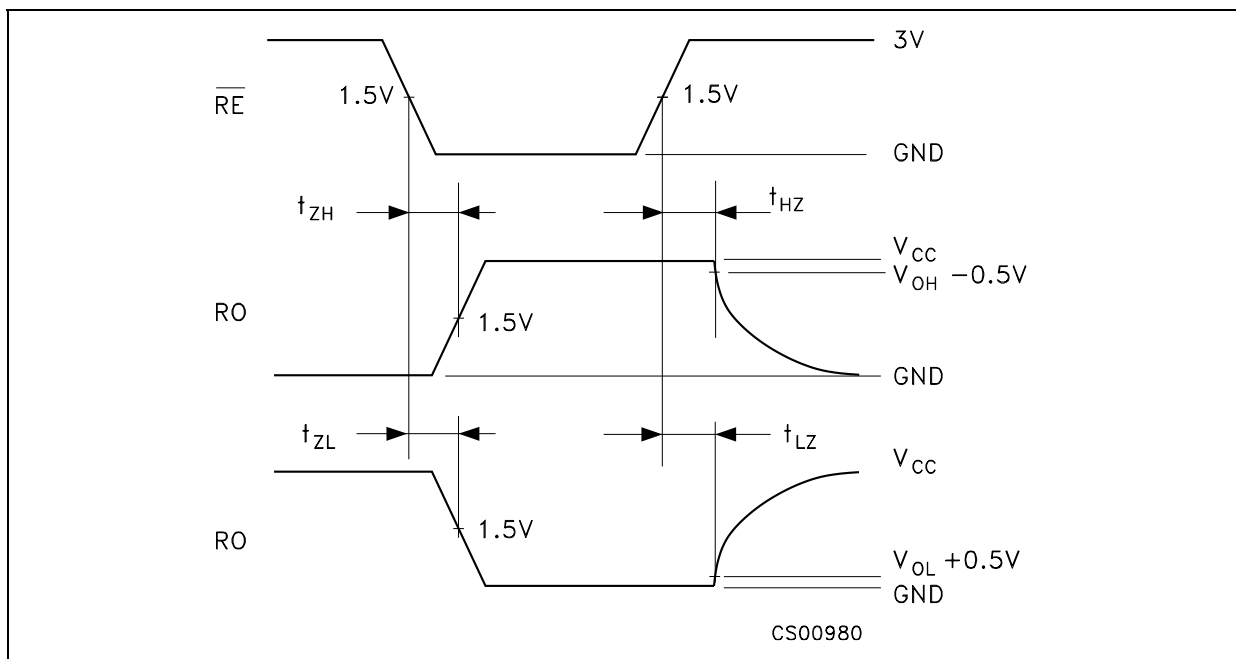 3V
R̅E̅
1.5V
1.5V
GND
tZH
tHZ
VCC
VOH -0.5V
RO
1.5V
GND
tZL
tLZ
VCC
RO
1.5V
VOL +0.5V
GND
CS00980